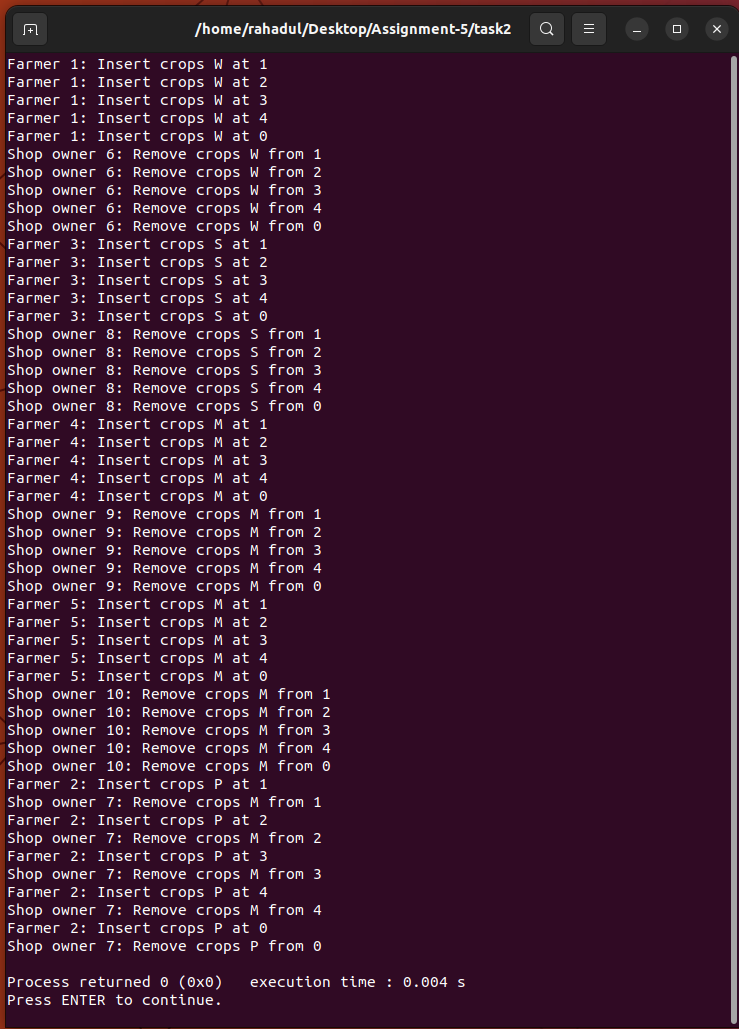 /home/rahadul/Desktop/Assignment-5/task2
Farmer 1: Insert crops W at 1
Farmer 1: Insert crops W at 2
Farmer 1: Insert crops W at 3
Farmer 1: Insert crops W at 4
Farmer 1: Insert crops W at 0
Shop owner 6: Remove crops W from 1
Shop owner 6: Remove crops W from 2
Shop owner 6: Remove crops W from 3
Shop owner 6: Remove crops W from 4
Shop owner 6: Remove crops W from 0
Farmer 3: Insert crops S at 1
Farmer 3: Insert crops S at 2
Farmer 3: Insert crops S at 3
Farmer 3: Insert crops S at 4
Farmer 3: Insert crops S at 0
Shop owner 8: Remove crops S from 1
Shop owner 8: Remove crops S from 2
Shop owner 8: Remove crops S from 3
Shop owner 8: Remove crops S from 4
Shop owner 8: Remove crops S from 0
Farmer 4: Insert crops M at 1
Farmer 4: Insert crops M at 2
Farmer 4: Insert crops M at 3
Farmer 4: Insert crops M at 4
Farmer 4: Insert crops M at 0
Shop owner 9: Remove crops M from 1
Shop owner 9: Remove crops M from 2
Shop owner 9: Remove crops M from 3
Shop owner 9: Remove crops M from 4
Shop owner 9: Remove crops M from 0
Farmer 5: Insert crops M at 1
Farmer 5: Insert crops M at 2
Farmer 5: Insert crops M at 3
Farmer 5: Insert crops M at 4
Farmer 5: Insert crops M at 0
Shop owner 10: Remove crops M from 1
Shop owner 10: Remove crops M from 2
Shop owner 10: Remove crops M from 3
Shop owner 10: Remove crops M from 4
Shop owner 10: Remove crops M from 0
Farmer 2: Insert crops P at 1
Shop owner 7: Remove crops M from 1
Farmer 2: Insert crops P at 2
Shop owner 7: Remove crops M from 2
Farmer 2: Insert crops P at 3
Shop owner 7: Remove crops M from 3
Farmer 2: Insert crops P at 4
Shop owner 7: Remove crops M from 4
Farmer 2: Insert crops P at 0
Shop owner 7: Remove crops P from 0
Process returned 0 (0x0)   execution time : 0.004 s
Press ENTER to continue.